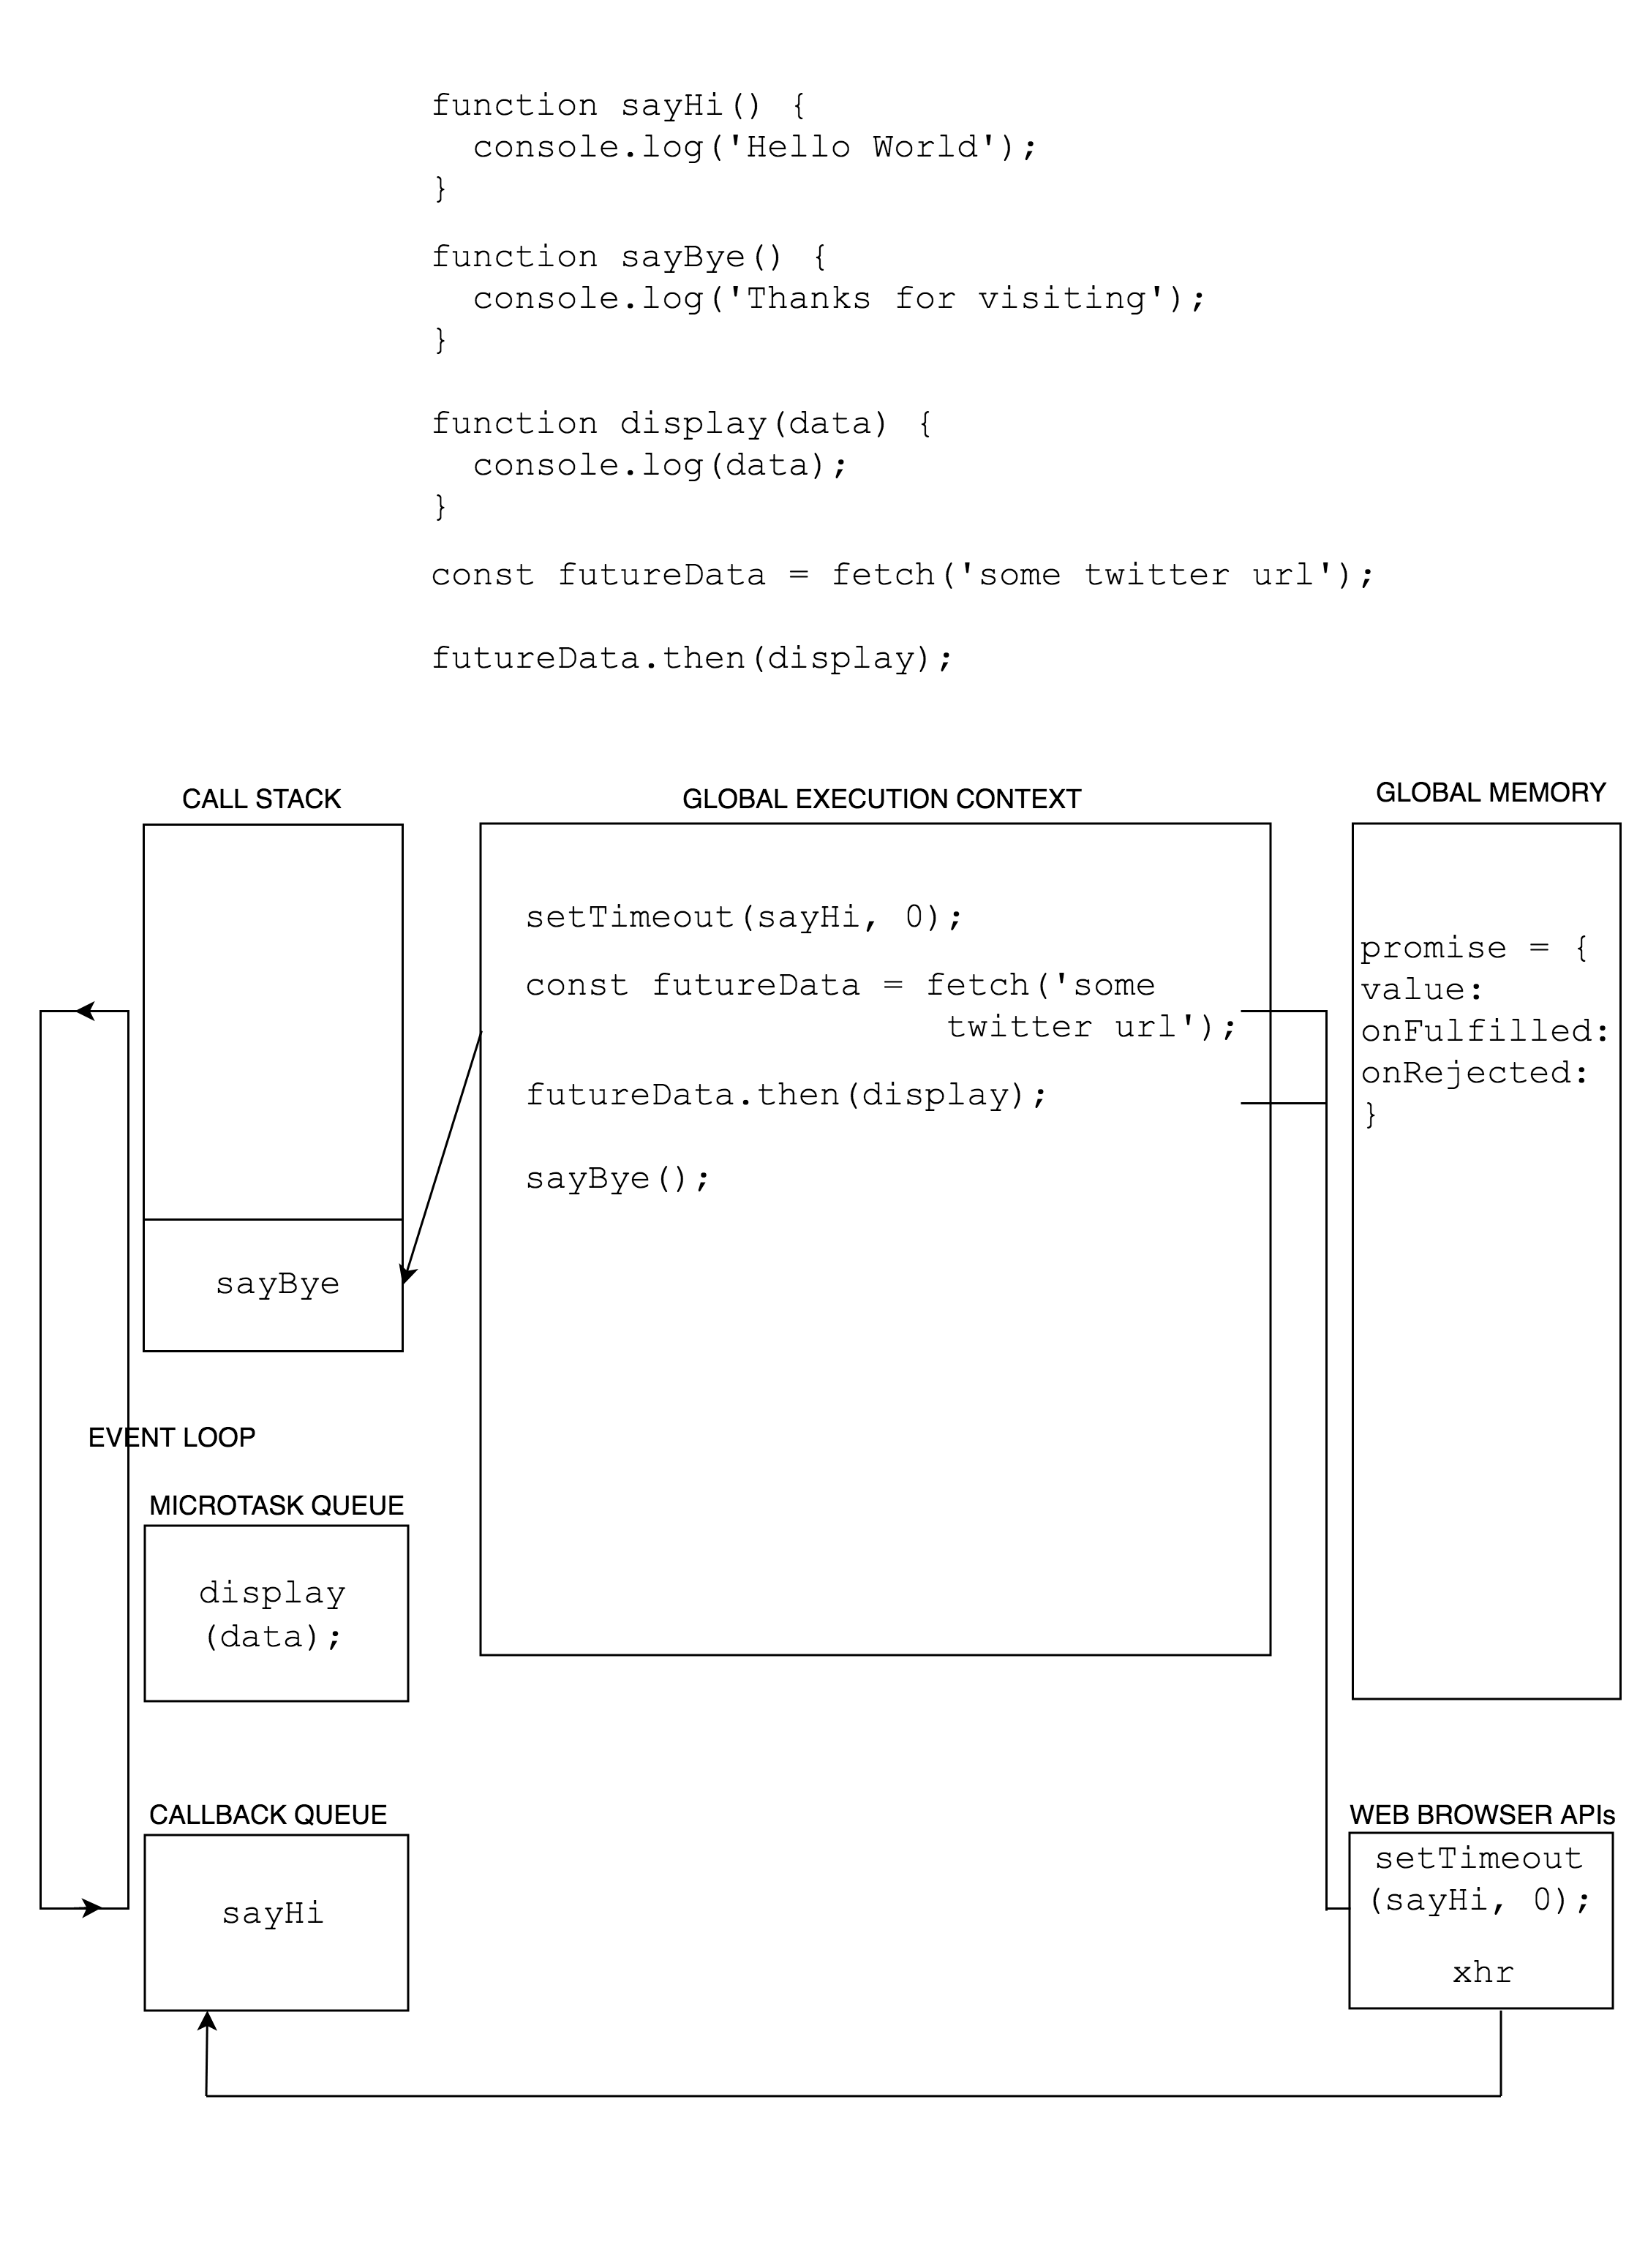 function sayHi() {
  console.log('Hello World');
}
function sayBye() {
  console.log('Thanks for visiting');
}
function display(data) {
  console.log(data);
}
const futureData = fetch('some twitter url');
futureData.then(display);
CALL STACK
GLOBAL EXECUTION CONTEXT
GLOBAL MEMORY
setTimeout(sayHi, 0);
const futureData = fetch('some
twitter url');
futureData.then(display);
sayBye();
promise = {
value:
onFulfilled:
onRejected:
}
sayBye
EVENT LOOP
MICROTASK QUEUE
display
(data);
CALLBACK QUEUE
sayHi
WEB BROWSER APIs
setTimeout
(sayHi, 0);
xhr